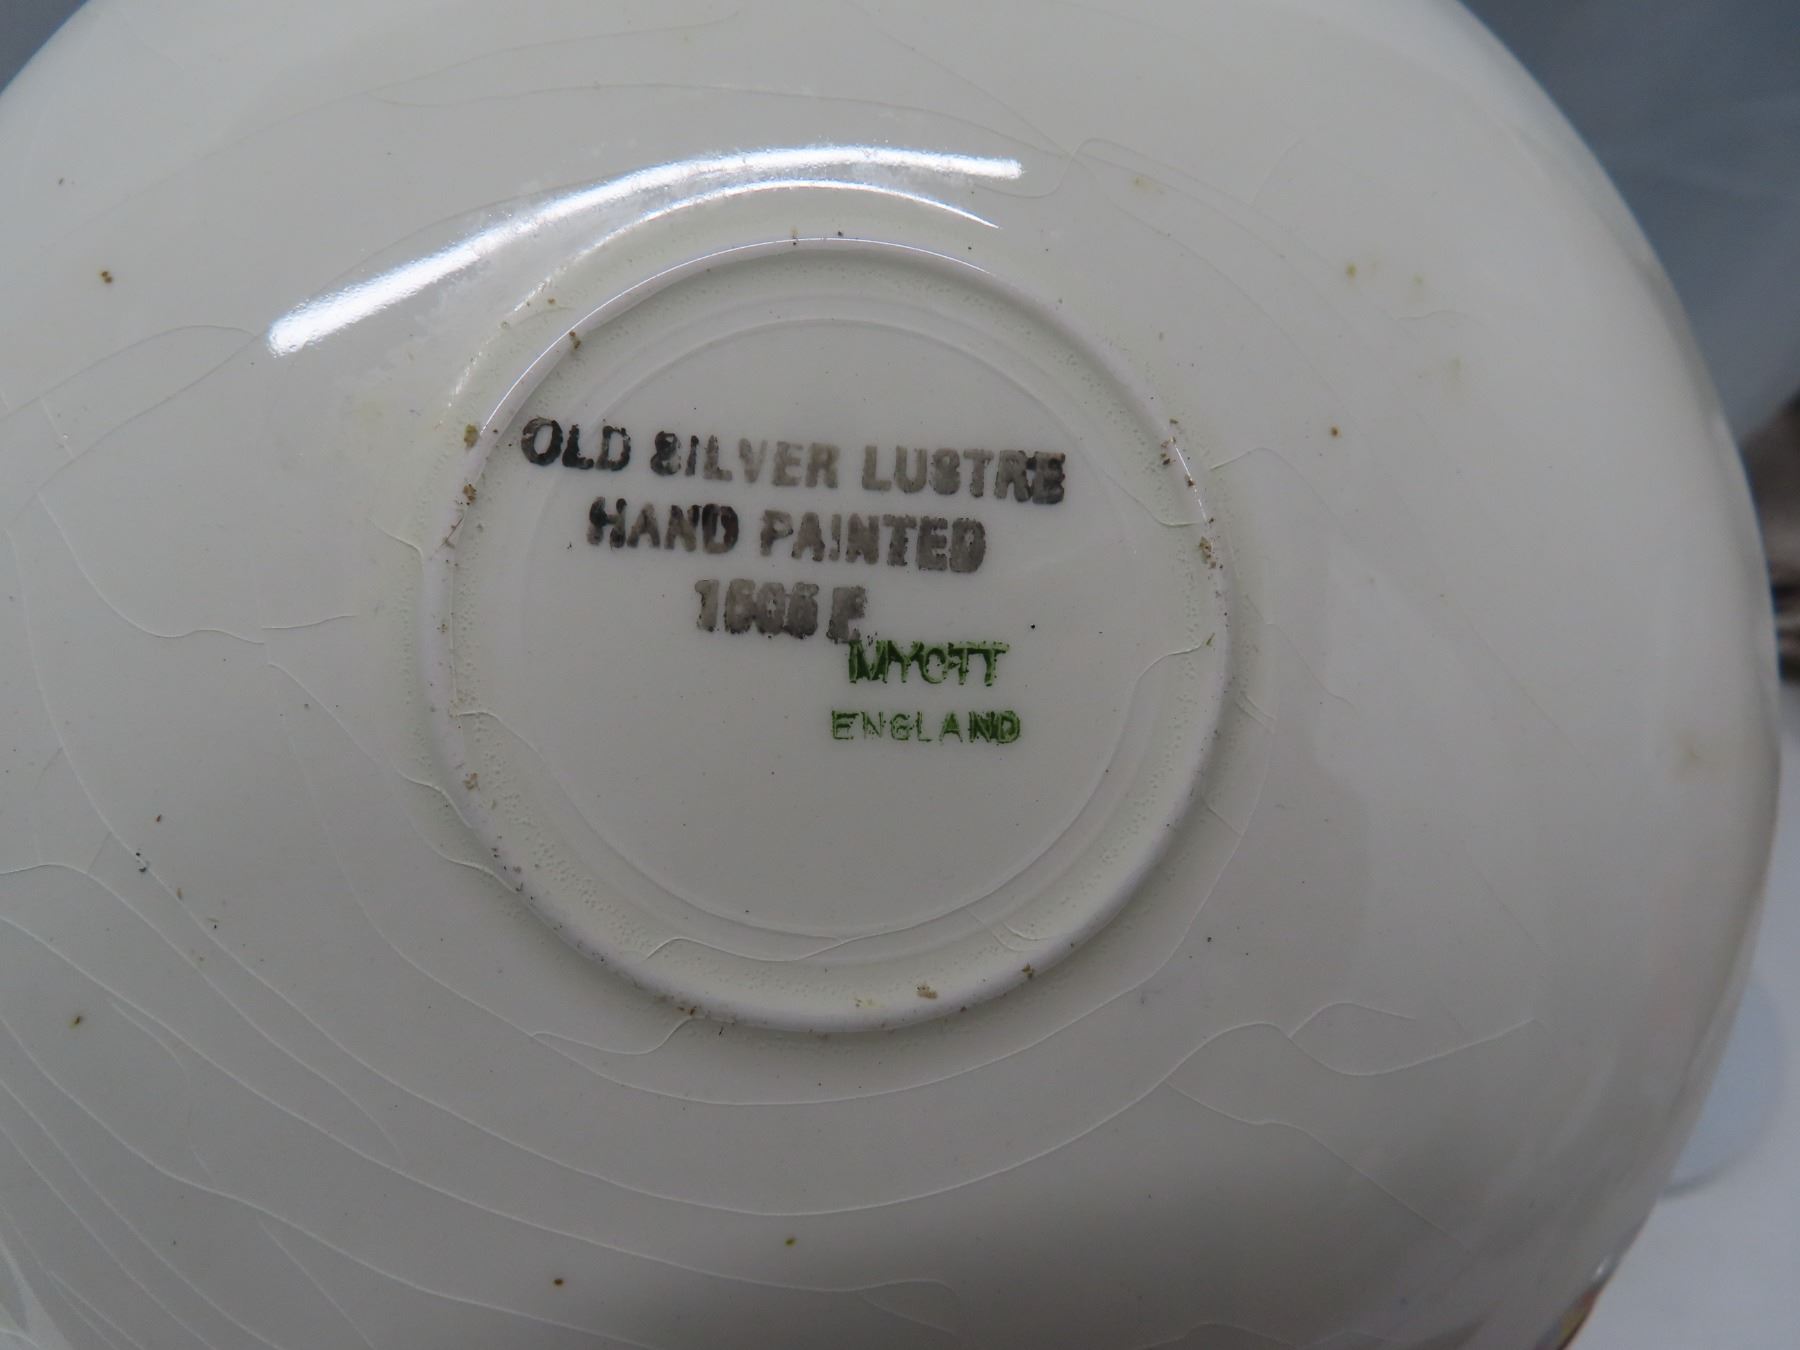 OLD SILVER LUSTRE
HAND PAINTED
MYOTT
ENGLAND